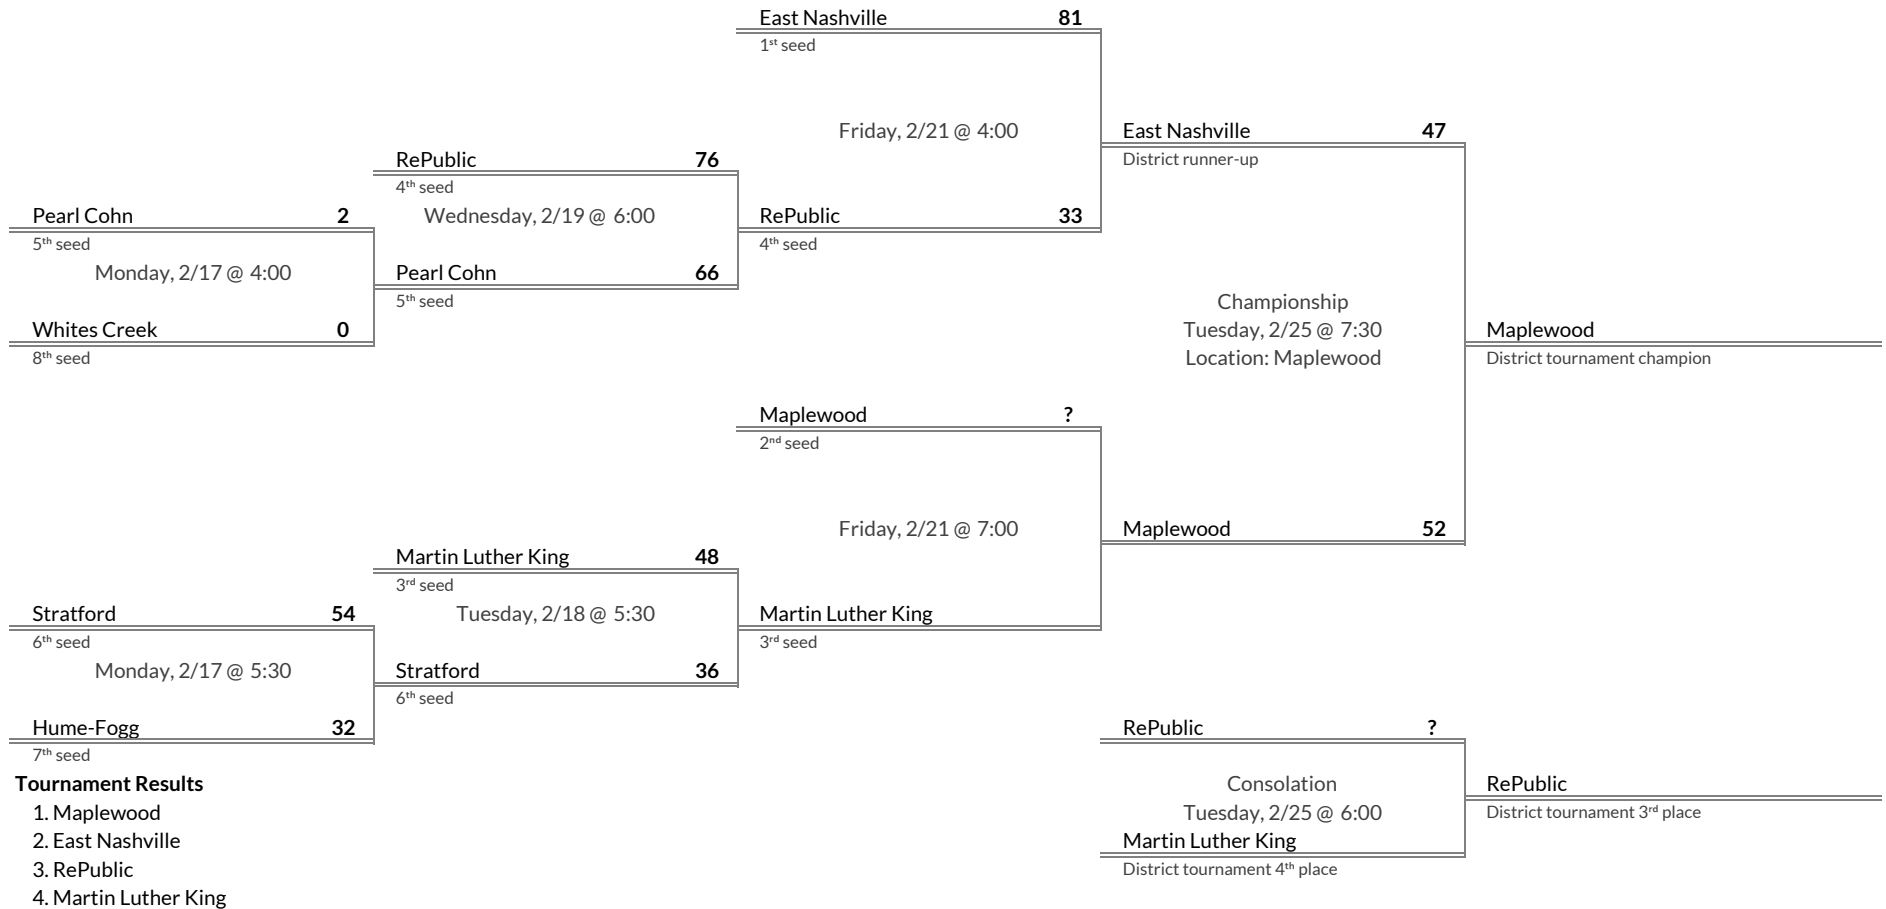 East Nashville 81
1st seed
Friday, 2/21 @ 4:00
East Nashville 47
District runner-up
RePublic 76
4th seed
Wednesday, 2/19 @ 6:00
Pearl Cohn 2
5th seed
RePublic 33
4th seed
Monday, 2/17 @ 4:00
Pearl Cohn 66
5th seed
Whites Creek 0
8th seed
Championship
Tuesday, 2/25 @ 7:30
Location: Maplewood
Maplewood
District tournament champion
Maplewood ?
2nd seed
Friday, 2/21 @ 7:00
Maplewood 52
Martin Luther King 48
3rd seed
Tuesday, 2/18 @ 5:30
Stratford 54
6th seed
Martin Luther King
3rd seed
Monday, 2/17 @ 5:30
Stratford 36
6th seed
Hume-Fogg 32
7th seed
RePublic ?
Consolation
Tuesday, 2/25 @ 6:00
RePublic
District tournament 3rd place
Martin Luther King
District tournament 4th place
Tournament Results
1. Maplewood
2. East Nashville
3. RePublic
4. Martin Luther King